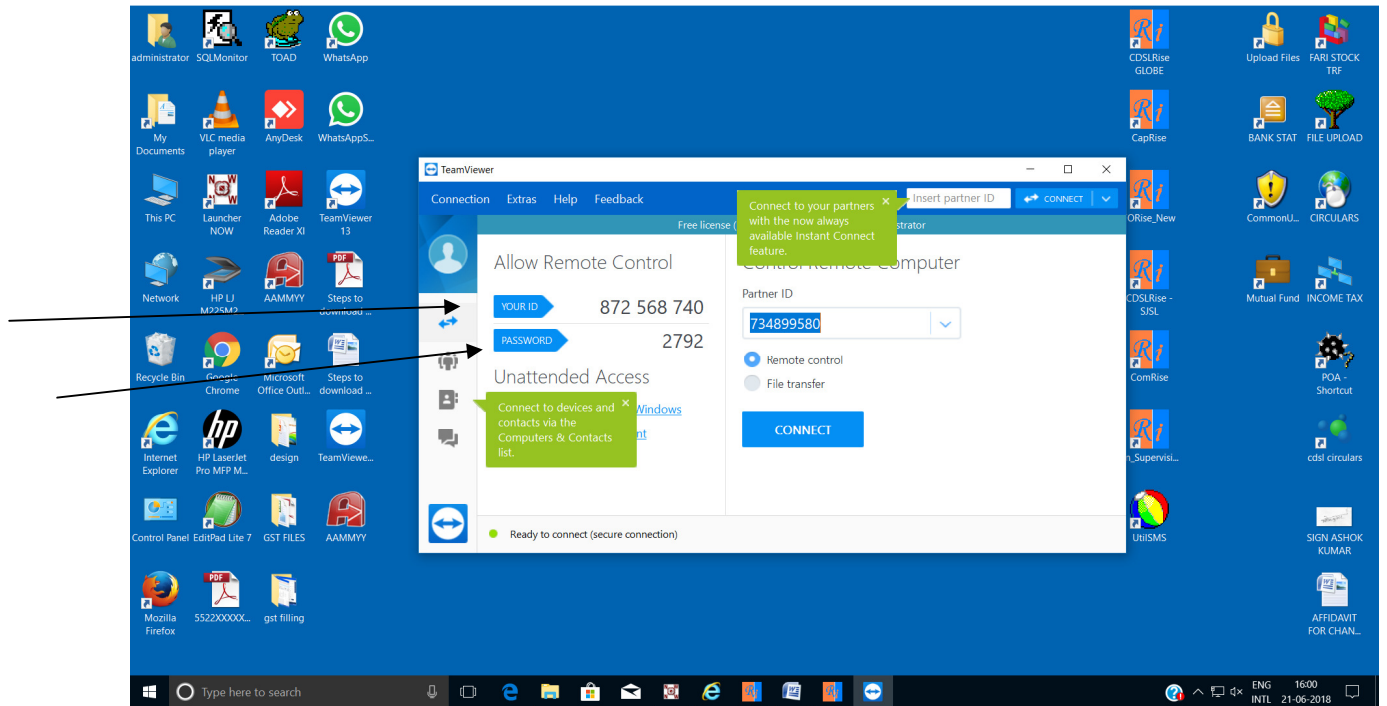 administrator
SQLMonitor
TOAD
WhatsApp
CDSLRise
GLOBE
Upload Files
FARI STOCK
TRF
My
Documents
VLC media
player
AnyDesk
WhatsAppS...
CapRise
BANK STAT
FILE UPLOAD
This PC
Launcher
NOW
Adobe
Reader XI
TeamViewer
13
ORise_New
CommonU...
CIRCULARS
Network
HP LJ
M225M2...
AAMMYY
PDF
Steps to
download ...
CDSLRise -
SJSL
Mutual Fund
INCOME TAX
Recycle Bin
Google
Chrome
Microsoft
Office Outl...
Steps to
download ...
ComRise
POA -
Shortcut
Internet
Explorer
HP LaserJet
Pro MFP M...
design
TeamViewe...
n_Supervisi...
cdsl circulars
Control Panel
EditPad Lite 7
GST FILES
AAMMYY
UtilSMS
SIGN ASHOK
KUMAR
Mozilla
Firefox
PDF
5522XXXXX...
gst filling
AFFIDAVIT
FOR CHAN...
TeamViewer
Connection Extras Help Feedback
Insert partner ID
CONNECT
Connect to your partners
with the now always
available Instant Connect
feature.
Free license (
strator
Allow Remote Control
YOUR ID 872 568 740
PASSWORD 2792
Unattended Access
Windows
nt
Connect to devices and
contacts via the
Computers & Contacts
list.
Control Remote Computer
Partner ID
734899580
Remote control
File transfer
CONNECT
Ready to connect (secure connection)
Type here to search
ENG 16:00
INTL 21-06-2018